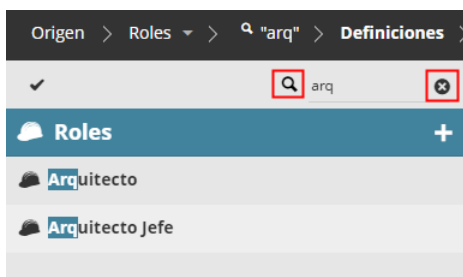 Origen > Roles > "arq" > Definiciones >
arq
Roles +
Arquitecto
Arquitecto Jefe